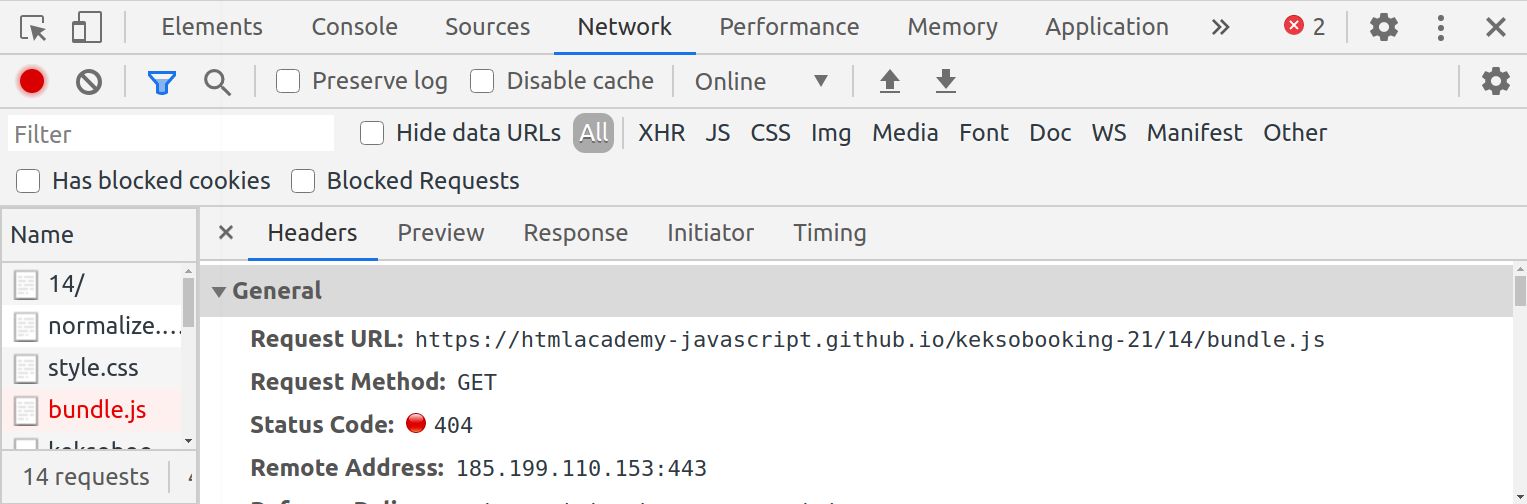 Elements Console Sources Network Performance Memory Application » 2
Preserve log Disable cache Online
Filter Hide data URLs All XHR JS CSS Img Media Font Doc WS Manifest Other
Has blocked cookies Blocked Requests
Name × Headers Preview Response Initiator Timing
14/
General
normalize.…
Request URL: https://htmlacademy-javascript.github.io/keksobooking-21/14/bundle.js
style.css
Request Method: GET
bundle.js
Status Code: 404
14 requests
Remote Address: 185.199.110.153:443